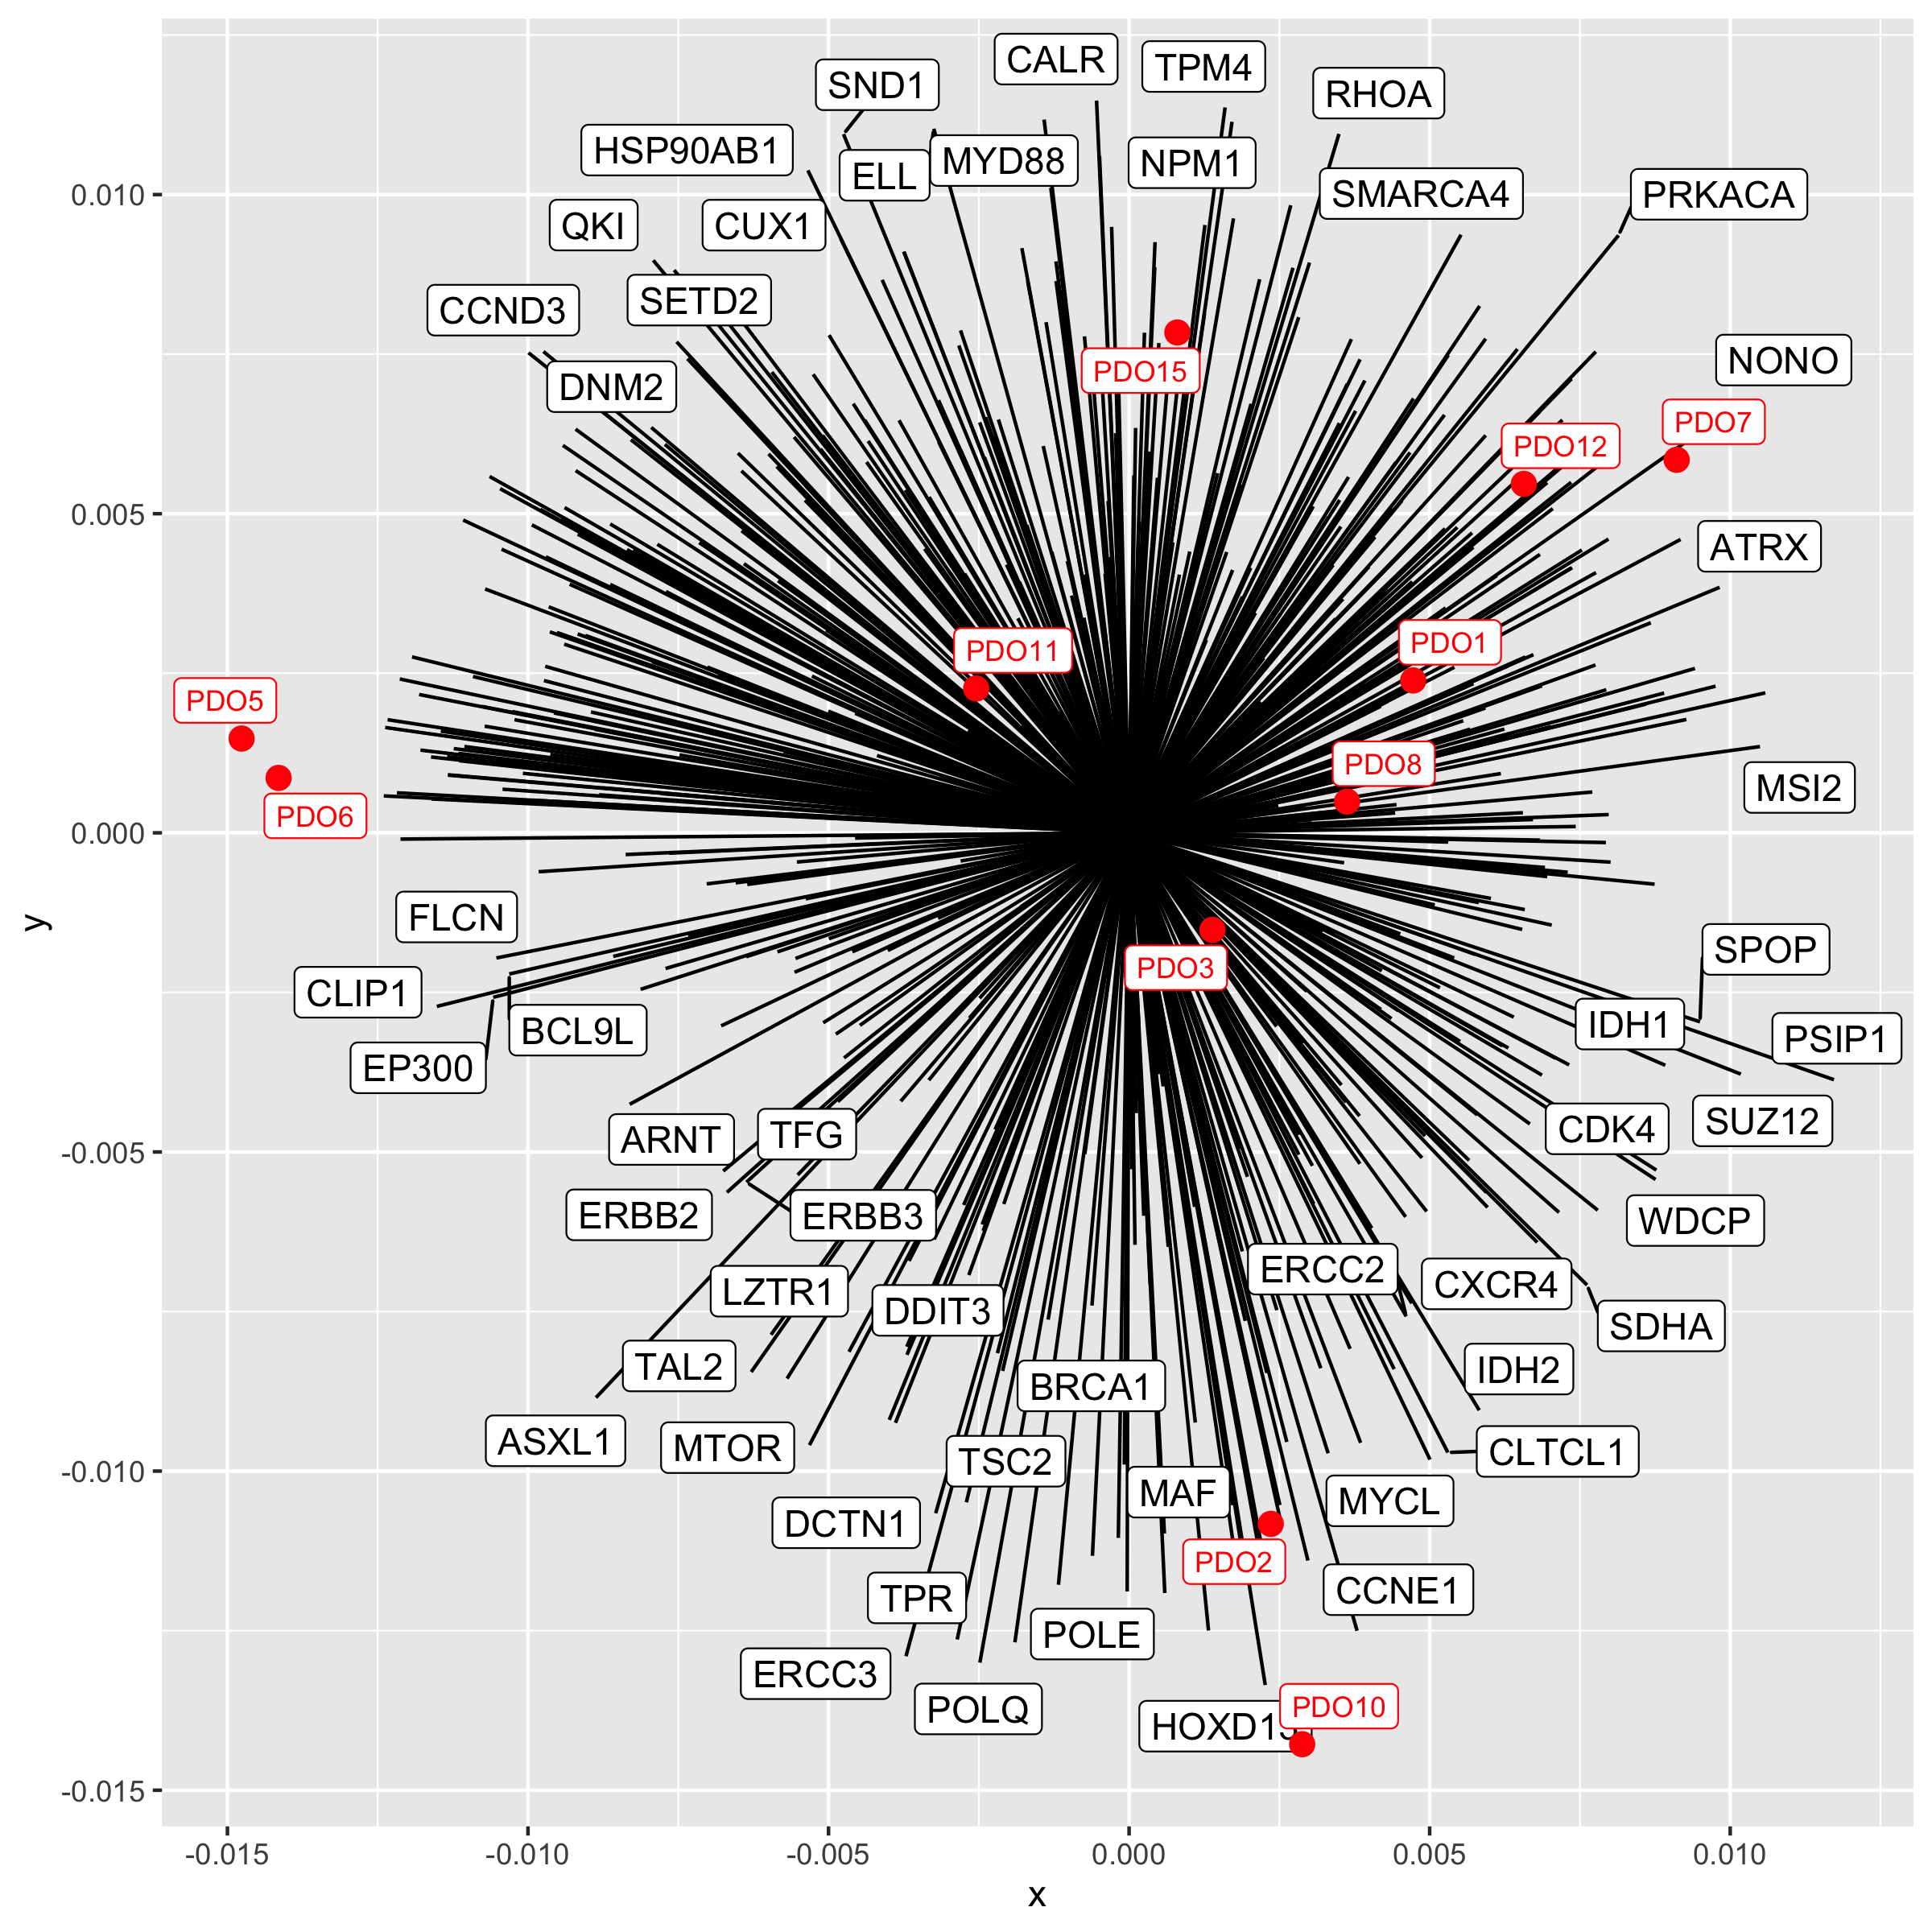 CALR
TPM4
SND1
RHOA
HSP90AB1
ELL
MYD88
NPM1
SMARCA4
PRKACA
0.010
QKI
CUX1
SETD2
CCND3
PDO15
NONO
DNM2
PDO7
PDO12
0.005
ATRX
PDO11
PDO1
PDO5
PDO8
MSI2
PDO6
0.000
FLCN
y
SPOP
PDO3
CLIP1
BCL9L
IDH1
PSIP1
EP300
SUZ12
CDK4
TFG
ARNT
-0.005
ERBB2
ERBB3
WDCP
ERCC2
CXCR4
LZTR1
DDIT3
SDHA
TAL2
IDH2
BRCA1
ASXL1
MTOR
CLTCL1
TSC2
-0.010
MAF
MYCL
DCTN1
PDO2
CCNE1
TPR
POLE
ERCC3
POLQ
PDO10
-0.015
-0.015
-0.010
-0.005
0.000
0.005
0.010
x